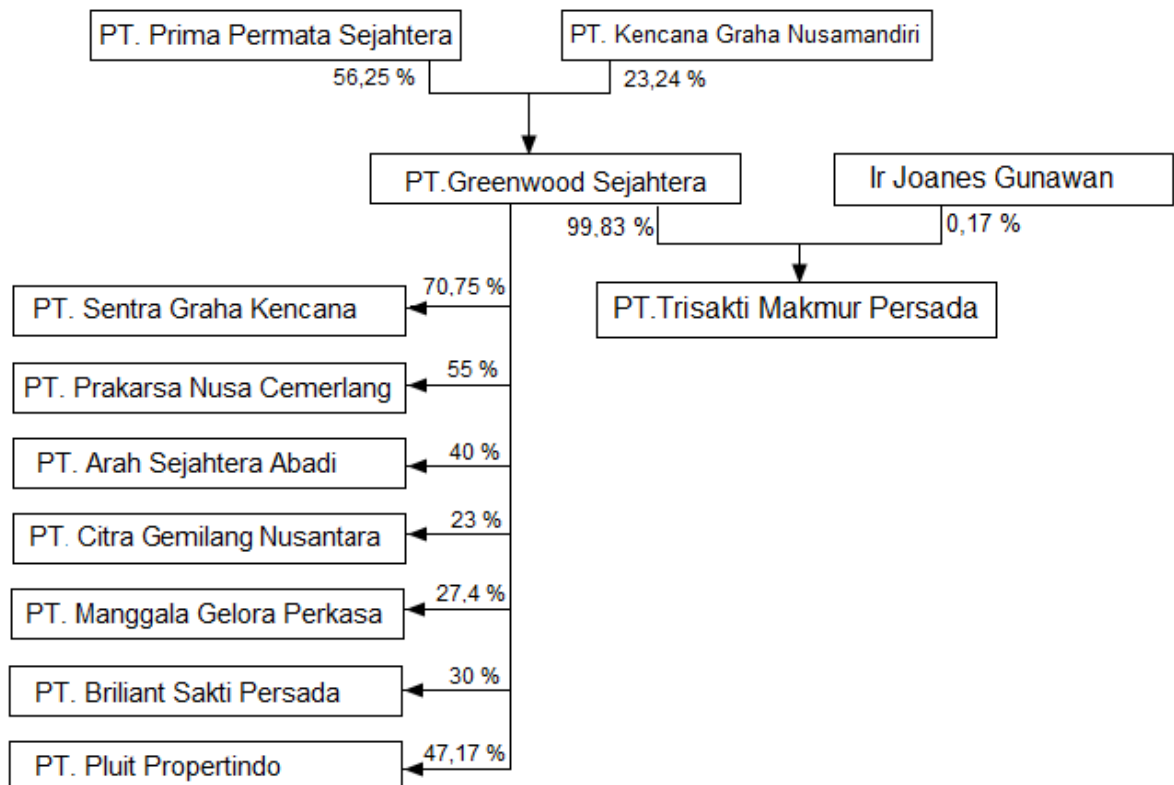 PT. Prima Permata Sejahtera
PT. Kencana Graha Nusamandiri
56,25 %
23,24 %
PT.Greenwood Sejahtera
Ir Joanes Gunawan
99,83 %
0,17 %
PT.Trisakti Makmur Persada
70,75 %
PT. Sentra Graha Kencana
55 %
PT. Prakarsa Nusa Cemerlang
40 %
PT. Arah Sejahtera Abadi
23 %
PT. Citra Gemilang Nusantara
27,4 %
PT. Manggala Gelora Perkasa
30 %
PT. Briliant Sakti Persada
47,17 %
PT. Pluit Propertindo